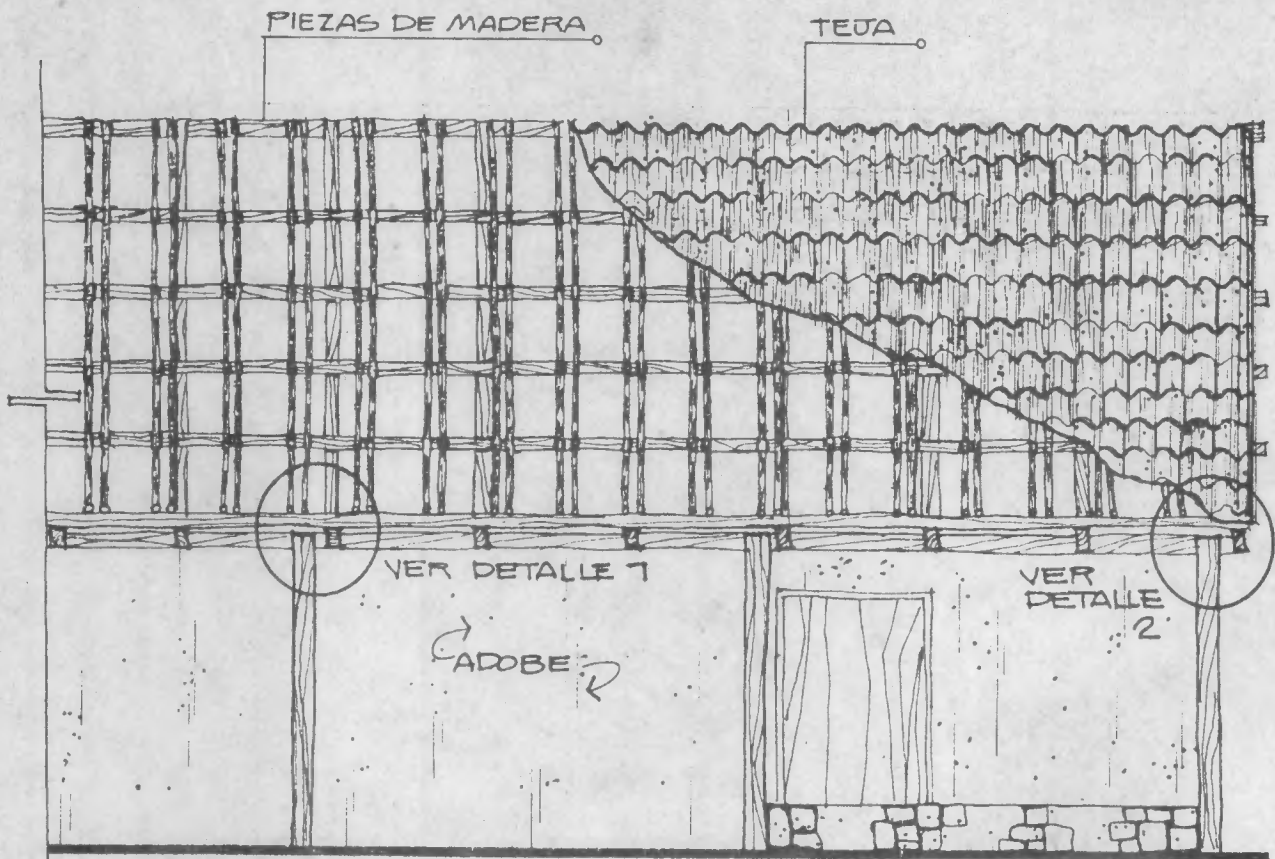 PIEZAS DE MADERA
TEJA
VER DETALLE 1
VER
DETALLE
2
ADOBE